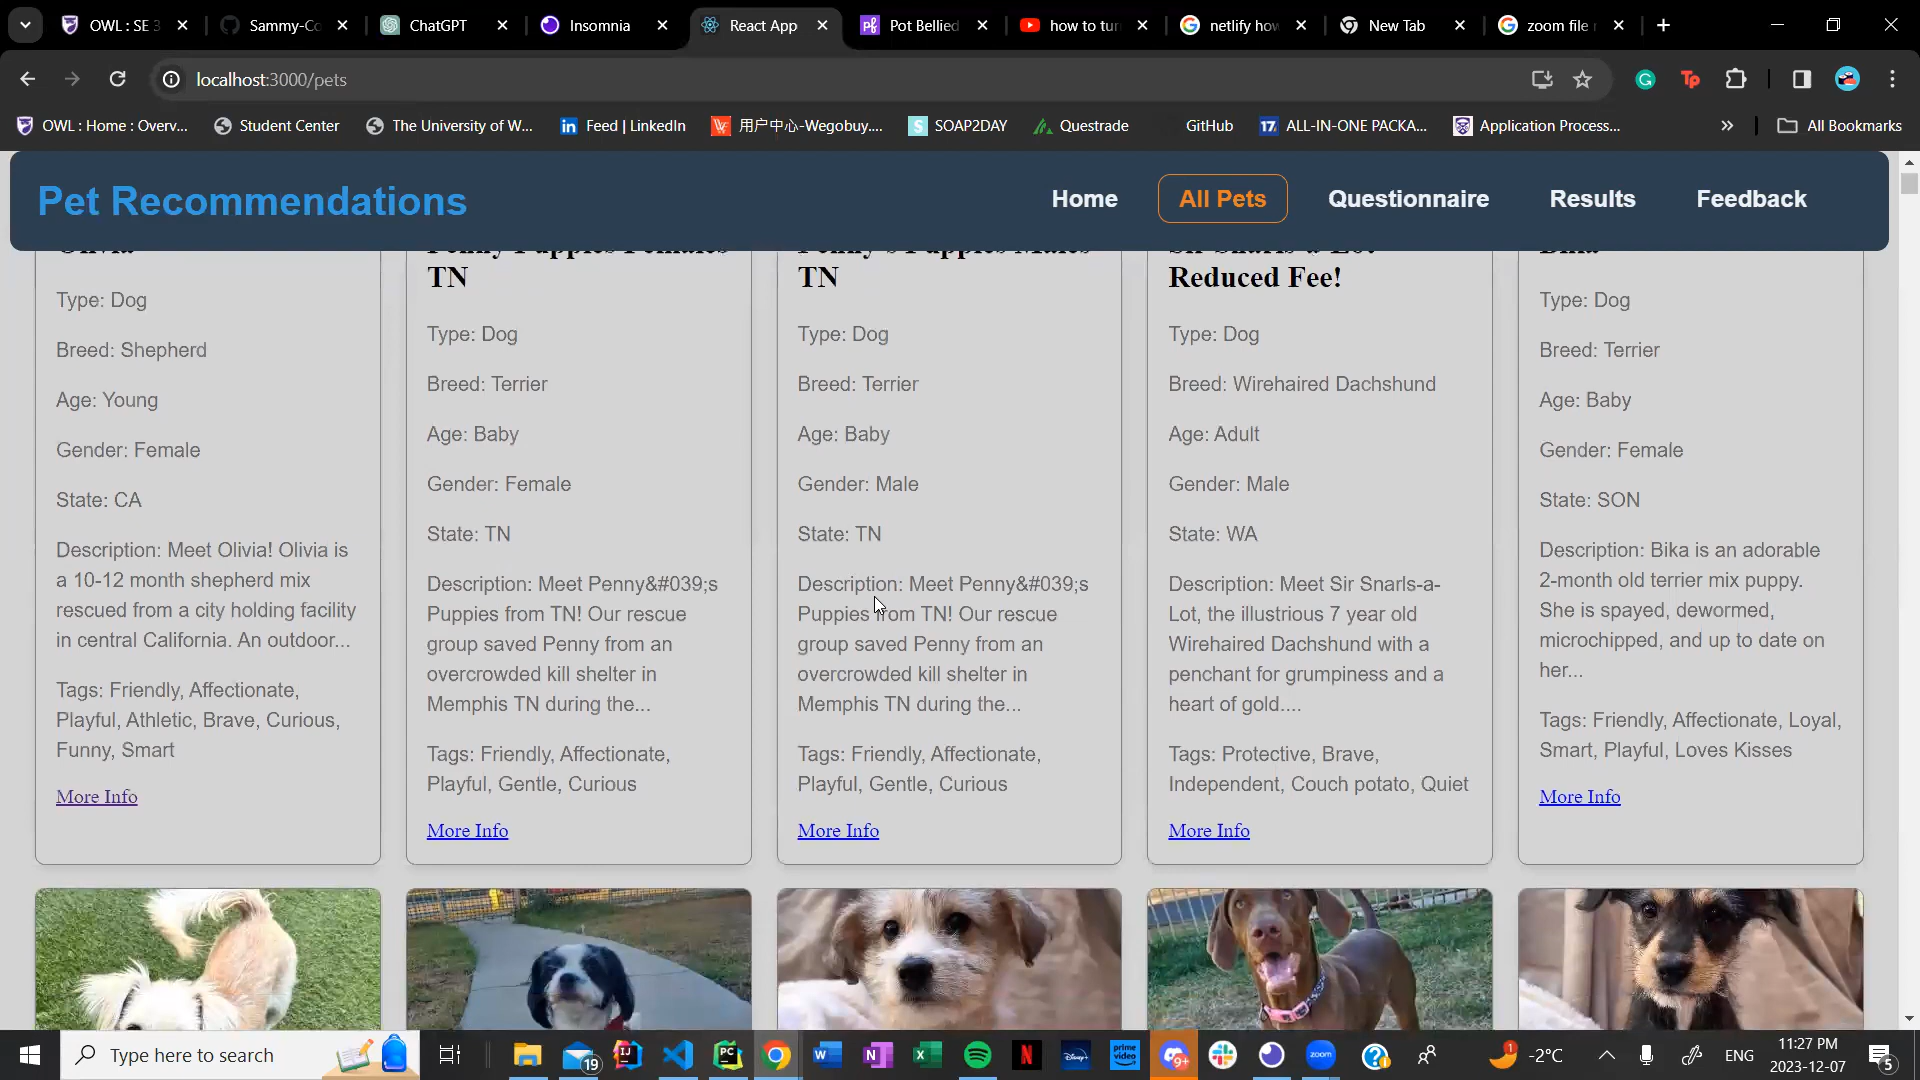 OWL : SE 3
Sammy-Co
ChatGPT
Insomnia
React App
Pot Bellied
how to tur
netlify how
New Tab
zoom file
localhost:3000/pets
OWL : Home : Overv...
Student Center
The University of W...
Feed | LinkedIn
用户中心-Wegobuy....
SOAP2DAY
Questrade
GitHub
ALL-IN-ONE PACKA...
Application Process...
All Bookmarks
Pet Recommendations
Home
All Pets
Questionnaire
Results
Feedback
Olivia
Type: Dog
Breed: Shepherd
Age: Young
Gender: Female
State: CA
Description: Meet Olivia! Olivia is
a 10-12 month shepherd mix
rescued from a city holding facility
in central California. An outdoor...
Tags: Friendly, Affectionate,
Playful, Athletic, Brave, Curious,
Funny, Smart
More Info
Penny Puppies Females
TN
Type: Dog
Breed: Terrier
Age: Baby
Gender: Female
State: TN
Description: Meet Penny&#039;s
Puppies from TN! Our rescue
group saved Penny from an
overcrowded kill shelter in
Memphis TN during the...
Tags: Friendly, Affectionate,
Playful, Gentle, Curious
More Info
Penny's Puppies Males
TN
Type: Dog
Breed: Terrier
Age: Baby
Gender: Male
State: TN
Description: Meet Penny&#039;s
Puppies from TN! Our rescue
group saved Penny from an
overcrowded kill shelter in
Memphis TN during the...
Tags: Friendly, Affectionate,
Playful, Gentle, Curious
More Info
Sir Snarls-a-Lot
Reduced Fee!
Type: Dog
Breed: Wirehaired Dachshund
Age: Adult
Gender: Male
State: WA
Description: Meet Sir Snarls-a-
Lot, the illustrious 7 year old
Wirehaired Dachshund with a
penchant for grumpiness and a
heart of gold....
Tags: Protective, Brave,
Independent, Couch potato, Quiet
More Info
Bika
Type: Dog
Breed: Terrier
Age: Baby
Gender: Female
State: SON
Description: Bika is an adorable
2-month old terrier mix puppy.
She is spayed, dewormed,
microchipped, and up to date on
her...
Tags: Friendly, Affectionate, Loyal,
Smart, Playful, Loves Kisses
More Info
Type here to search
19
-2°C
ENG
11:27 PM
2023-12-07
5